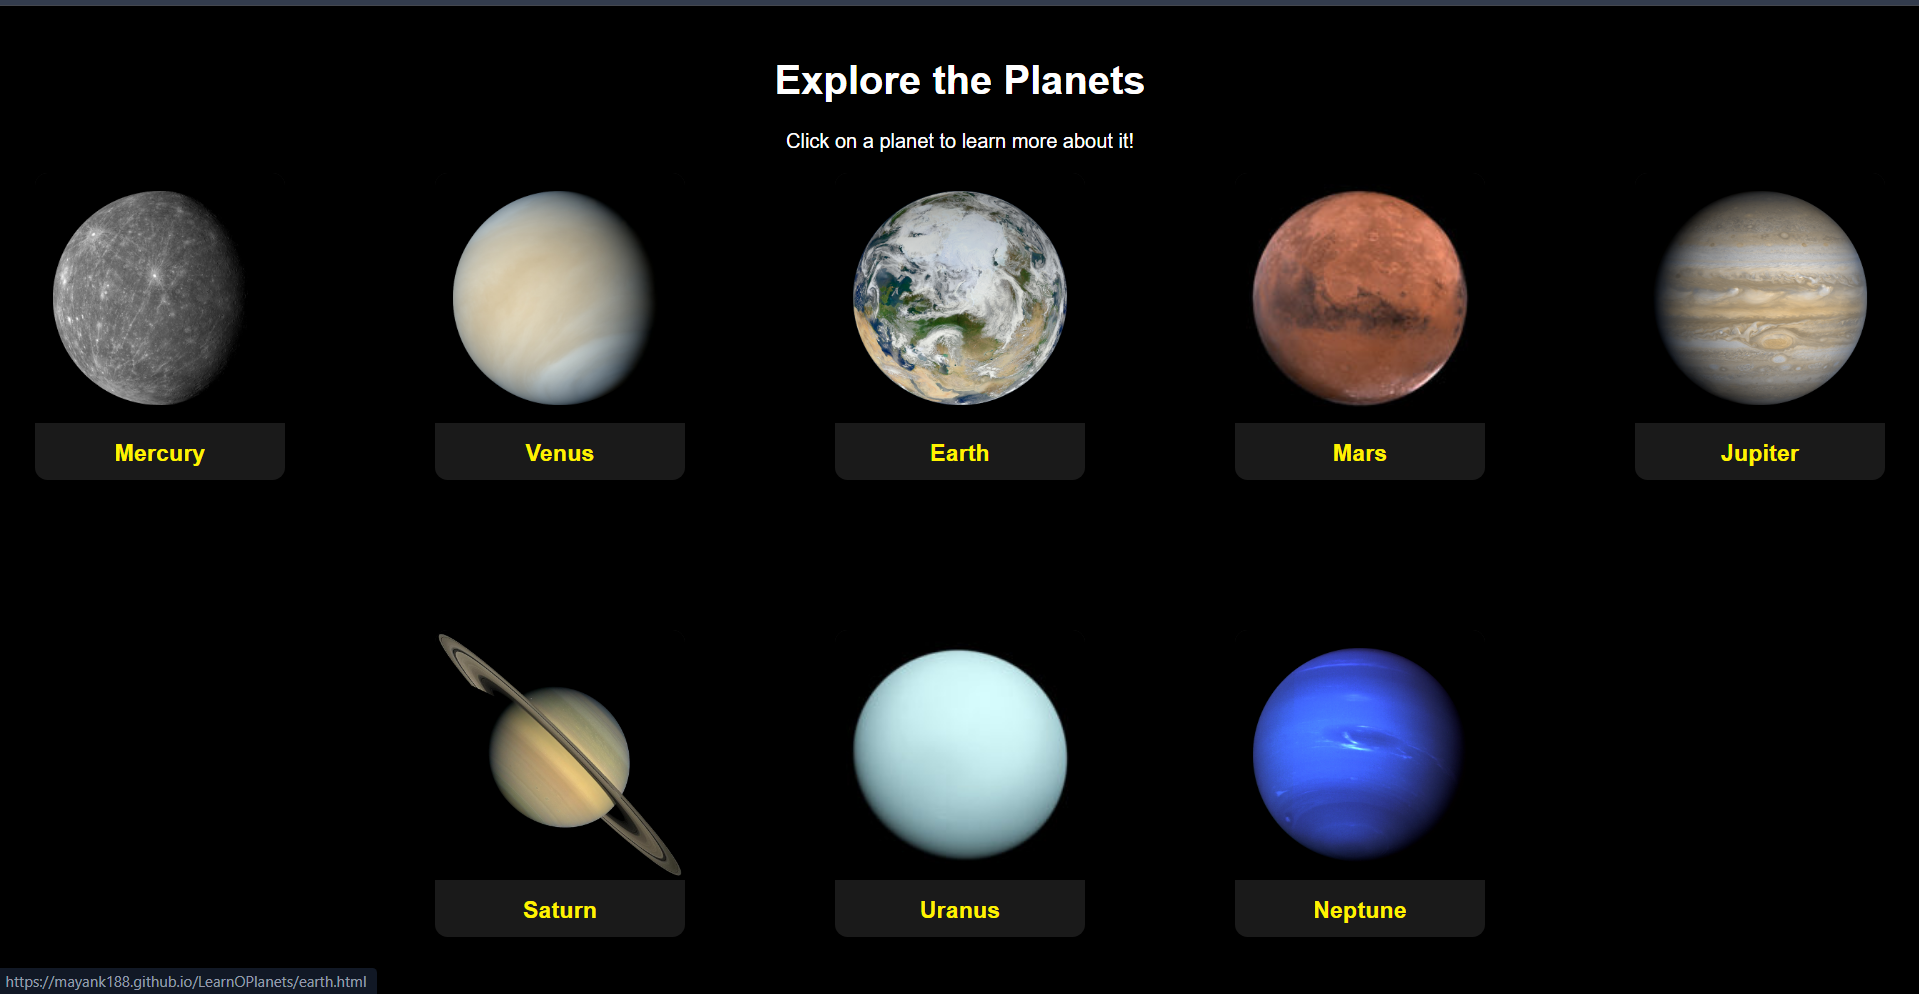 Explore the Planets
Click on a planet to learn more about it!
Mercury
Venus
Earth
Mars
Jupiter
Saturn
Uranus
Neptune
https://mayank188.github.io/LearnOPlanets/earth.html